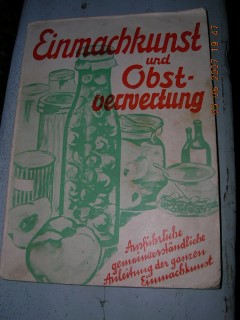 Einmachkunst
und
Obst-
verwertung
Ausführliche
gemeinverständliche
Anleitung der ganzen
Einmachkunst